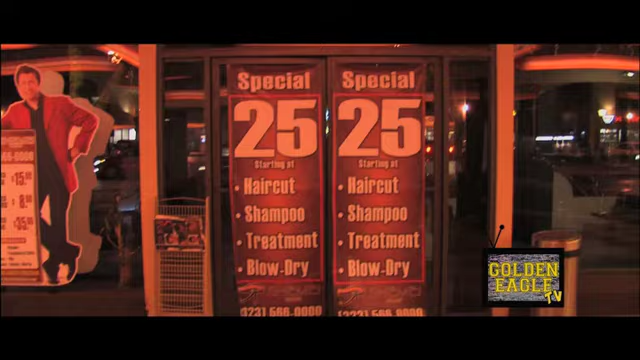 Special
25
Starting at
• Haircut
• Shampoo
• Treatment
• Blow-Dry
Special
25
Starting at
• Haircut
• Shampoo
• Treatment
• Blow-Dry
GOLDEN
EAGLE
TV